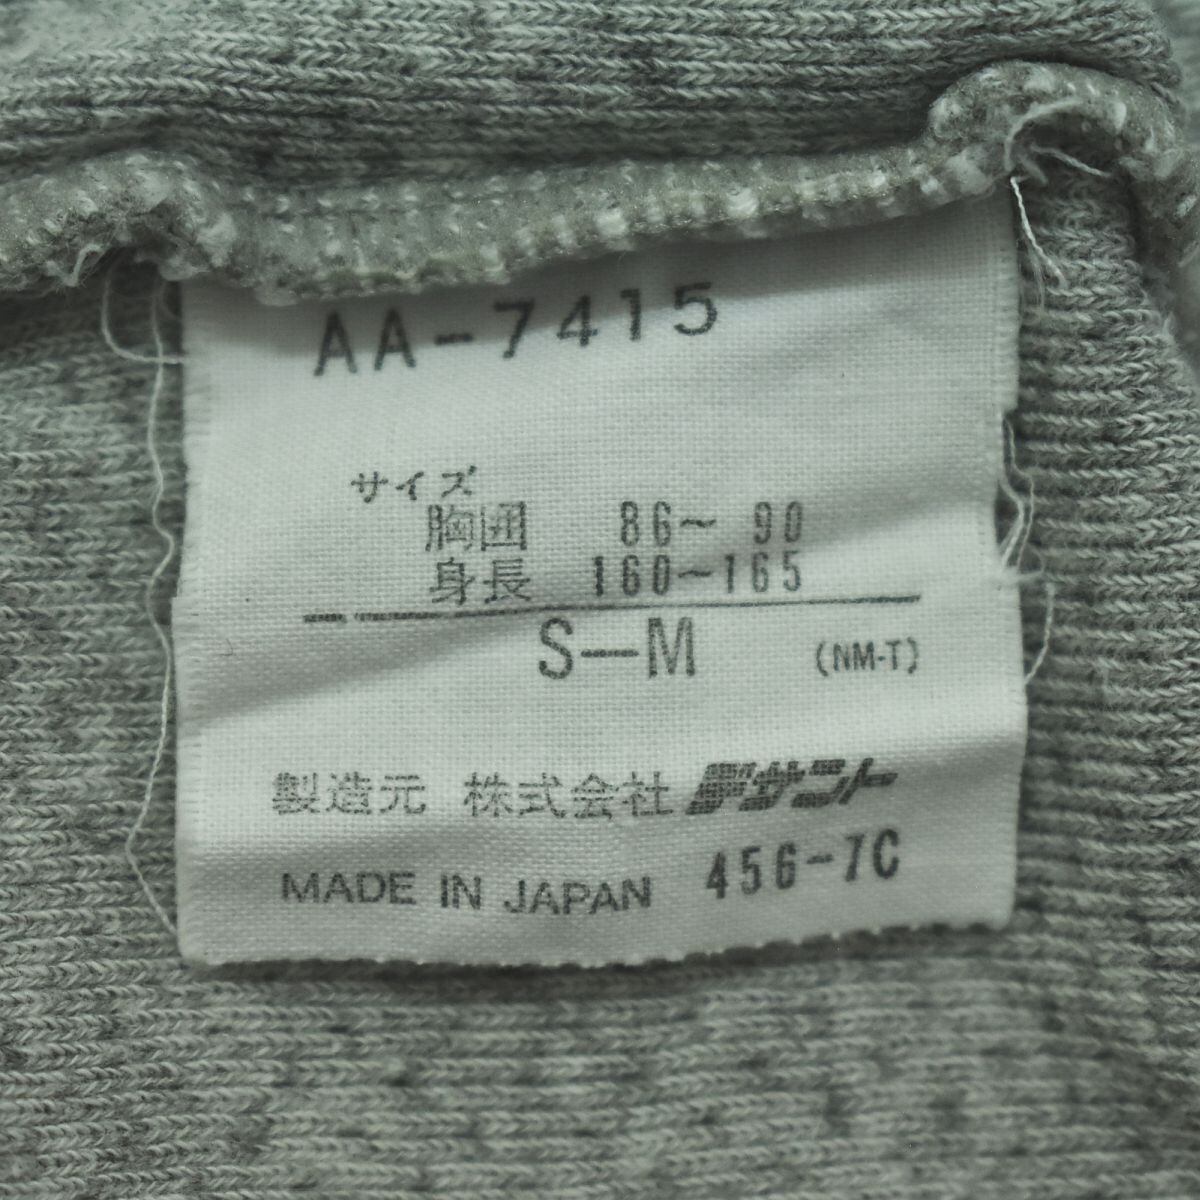 AA-7415
サイズ
胸囲 86〜 90
身長 160〜165
S—M (NM-T)
製造元 株式会社デサント
MADE IN JAPAN 456-7C